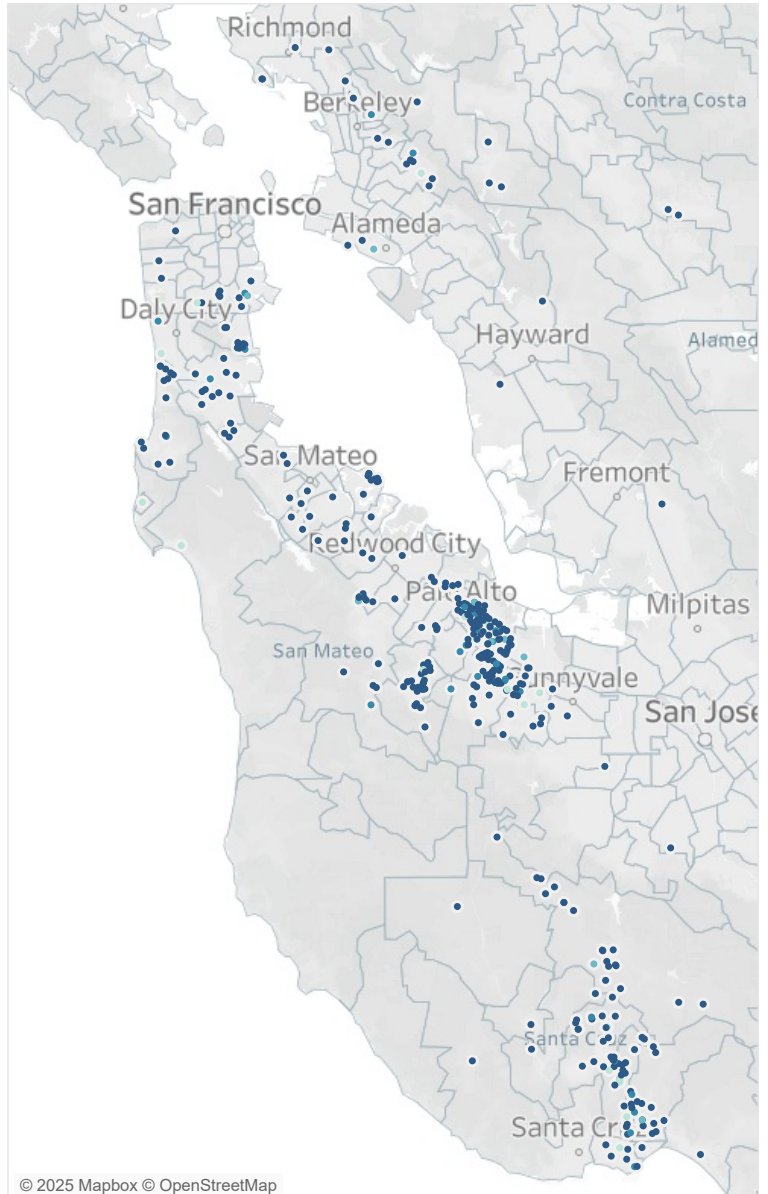 Richmond
Berkeley
Contra Costa
San Francisco
Alameda
Daly City
Hayward
Alamed
San Mateo
Fremont
Redwood City
Palo Alto
Milpitas
San Mateo
Sunnyvale
San Jose
Santa Cruz
Santa Cruz
© 2025 Mapbox © OpenStreetMap